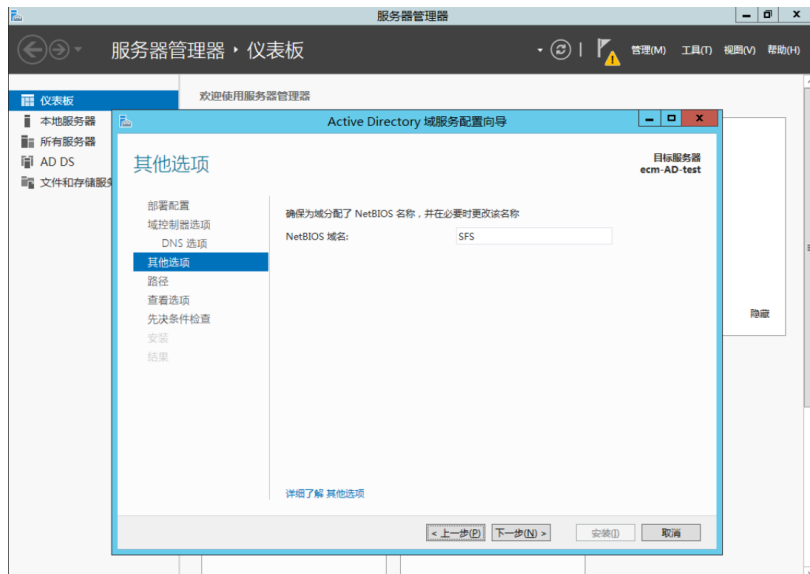 服务器管理器
服务器管理器 · 仪表板
管理(M) 工具(T) 视图(V) 帮助(H)
仪表板
本地服务器
所有服务器
AD DS
文件和存储服
欢迎使用服务器管理器
Active Directory 域服务配置向导
其他选项
目标服务器
ecm-AD-test
部署配置
域控制器选项
DNS 选项
其他选项
路径
查看选项
先决条件检查
安装
结果
确保为域分配了 NetBIOS 名称，并在必要时更改该名称
NetBIOS 域名: SFS
隐藏
详细了解 其他选项
< 上一步(P) 下一步(N) > 安装(I) 取消